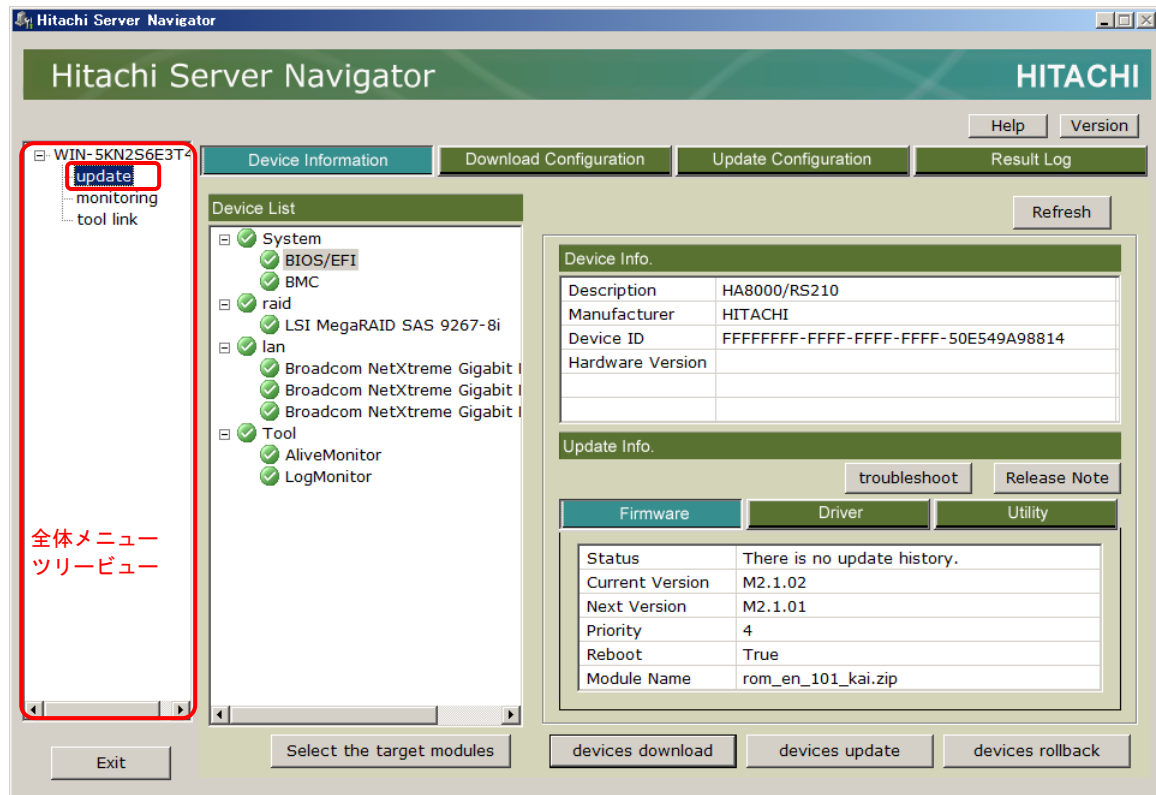 Hitachi Server Navigator
Hitachi Server Navigator
HITACHI
Help
Version
WIN-5KN2S6E3T4
update
monitoring
tool link
全体メニュー
ツリービュー
Exit
Device Information
Download Configuration
Update Configuration
Result Log
Device List
System
BIOS/EFI
BMC
raid
LSI MegaRAID SAS 9267-8i
lan
Broadcom NetXtreme Gigabit
Broadcom NetXtreme Gigabit
Broadcom NetXtreme Gigabit
Tool
AliveMonitor
LogMonitor
Refresh
Device Info.
Description HA8000/RS210
Manufacturer HITACHI
Device ID FFFFFFFF-FFFF-FFFF-FFFF-50E549A98814
Hardware Version
Update Info.
troubleshoot
Release Note
Firmware
Driver
Utility
Status There is no update history.
Current Version M2.1.02
Next Version M2.1.01
Priority 4
Reboot True
Module Name rom_en_101_kai.zip
Select the target modules
devices download
devices update
devices rollback